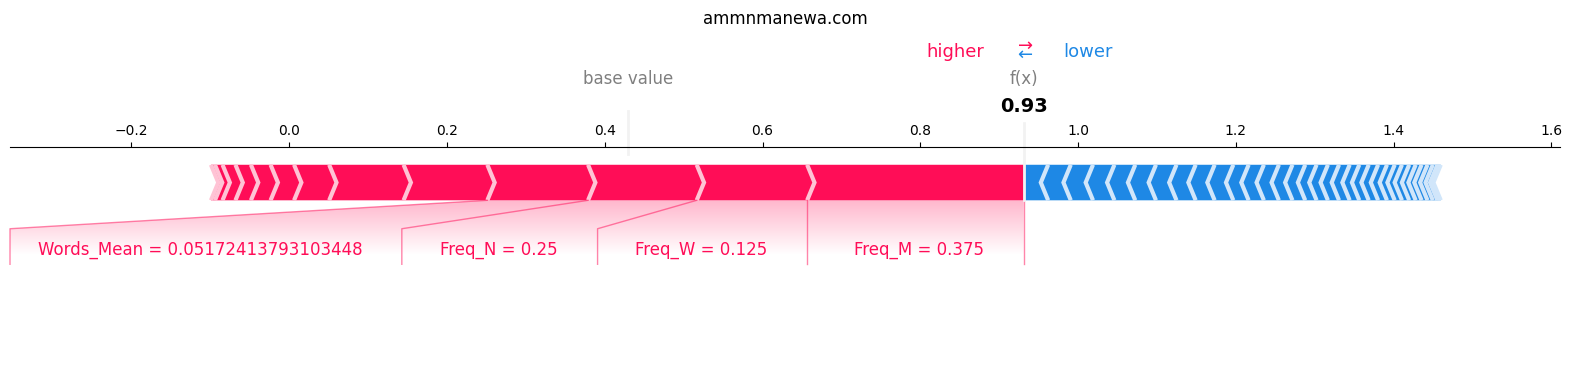 ammnmanewa.com
higher ⇄ lower
base value f(x)
0.93
−0.2 0.0 0.2 0.4 0.6 0.8 1.0 1.2 1.4 1.6
Words_Mean = 0.05172413793103448 Freq_N = 0.25 Freq_W = 0.125 Freq_M = 0.375